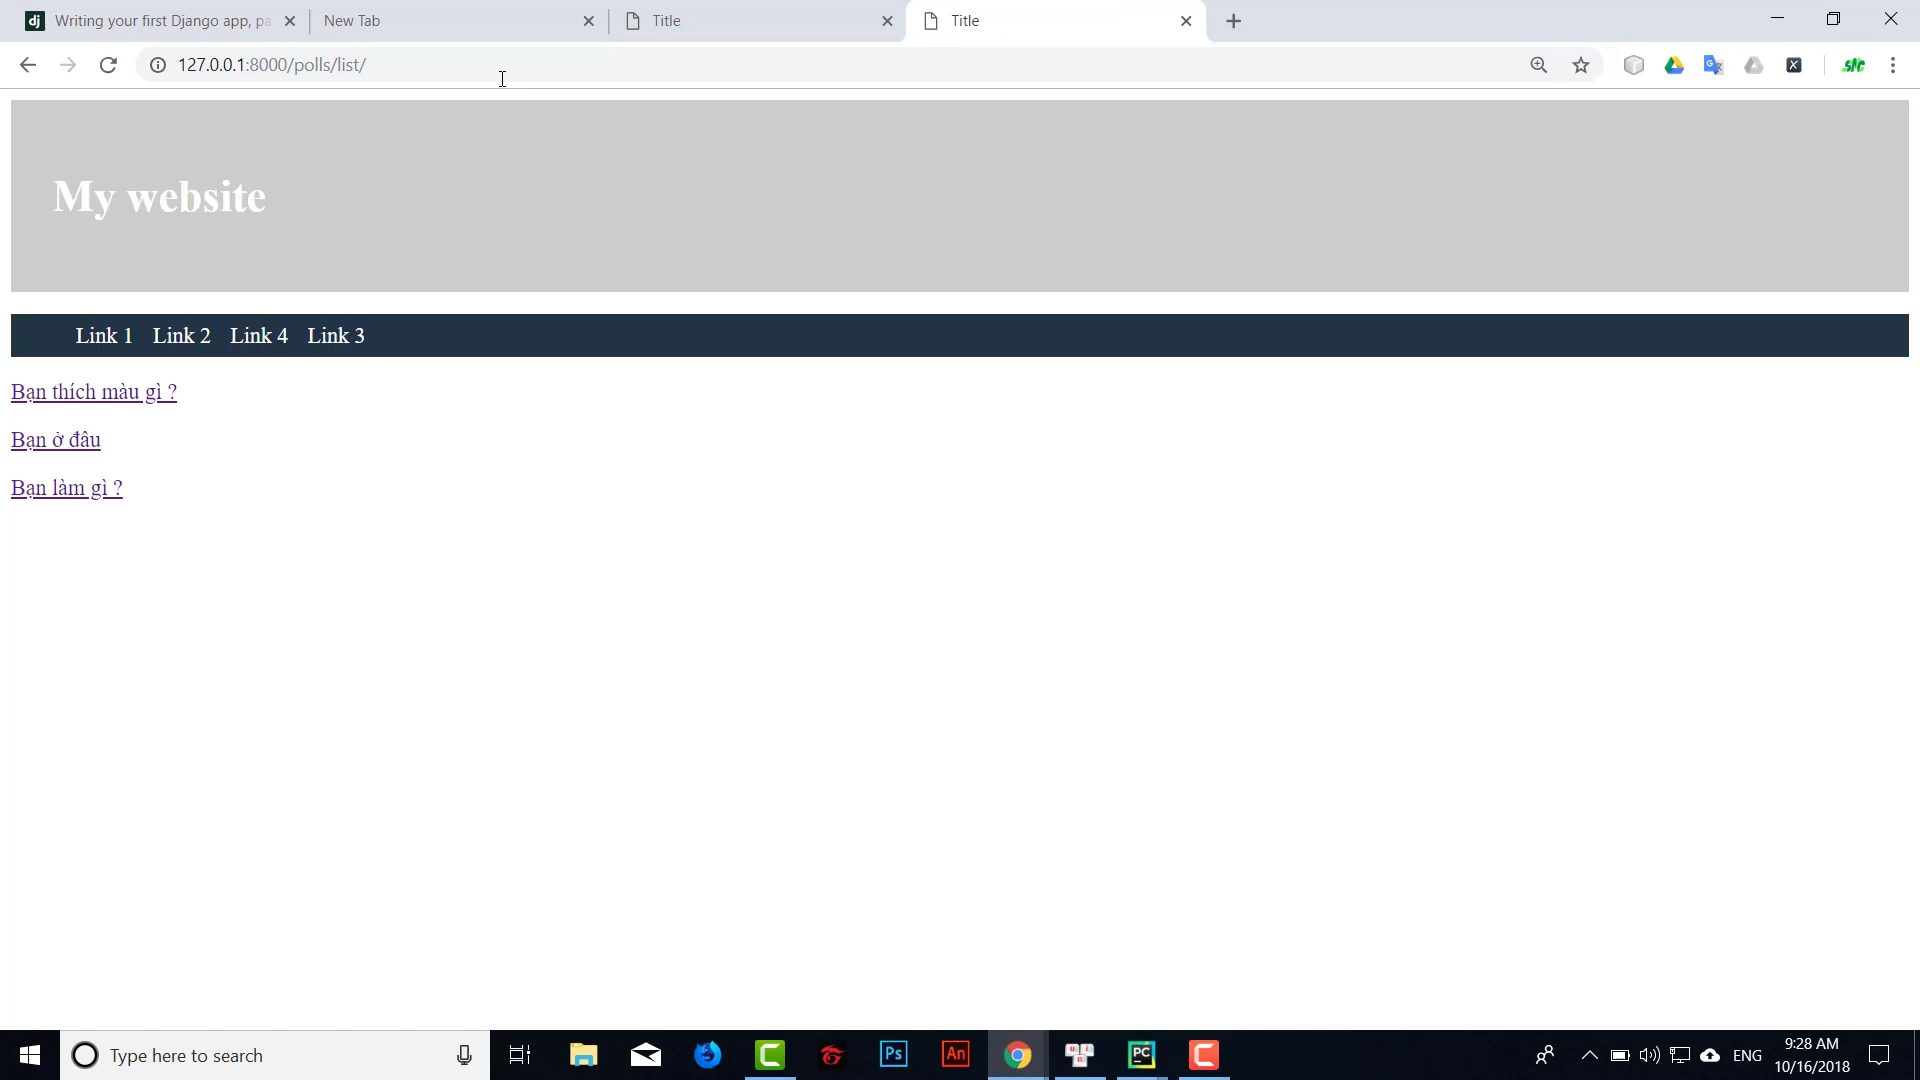 Writing your first Django app, pa
New Tab
Title
Title
127.0.0.1:8000/polls/list/
My website
Link 1 Link 2 Link 4 Link 3
Bạn thích màu gì ?
Bạn ở đâu
Bạn làm gì ?
Type here to search
ENG
9:28 AM
10/16/2018